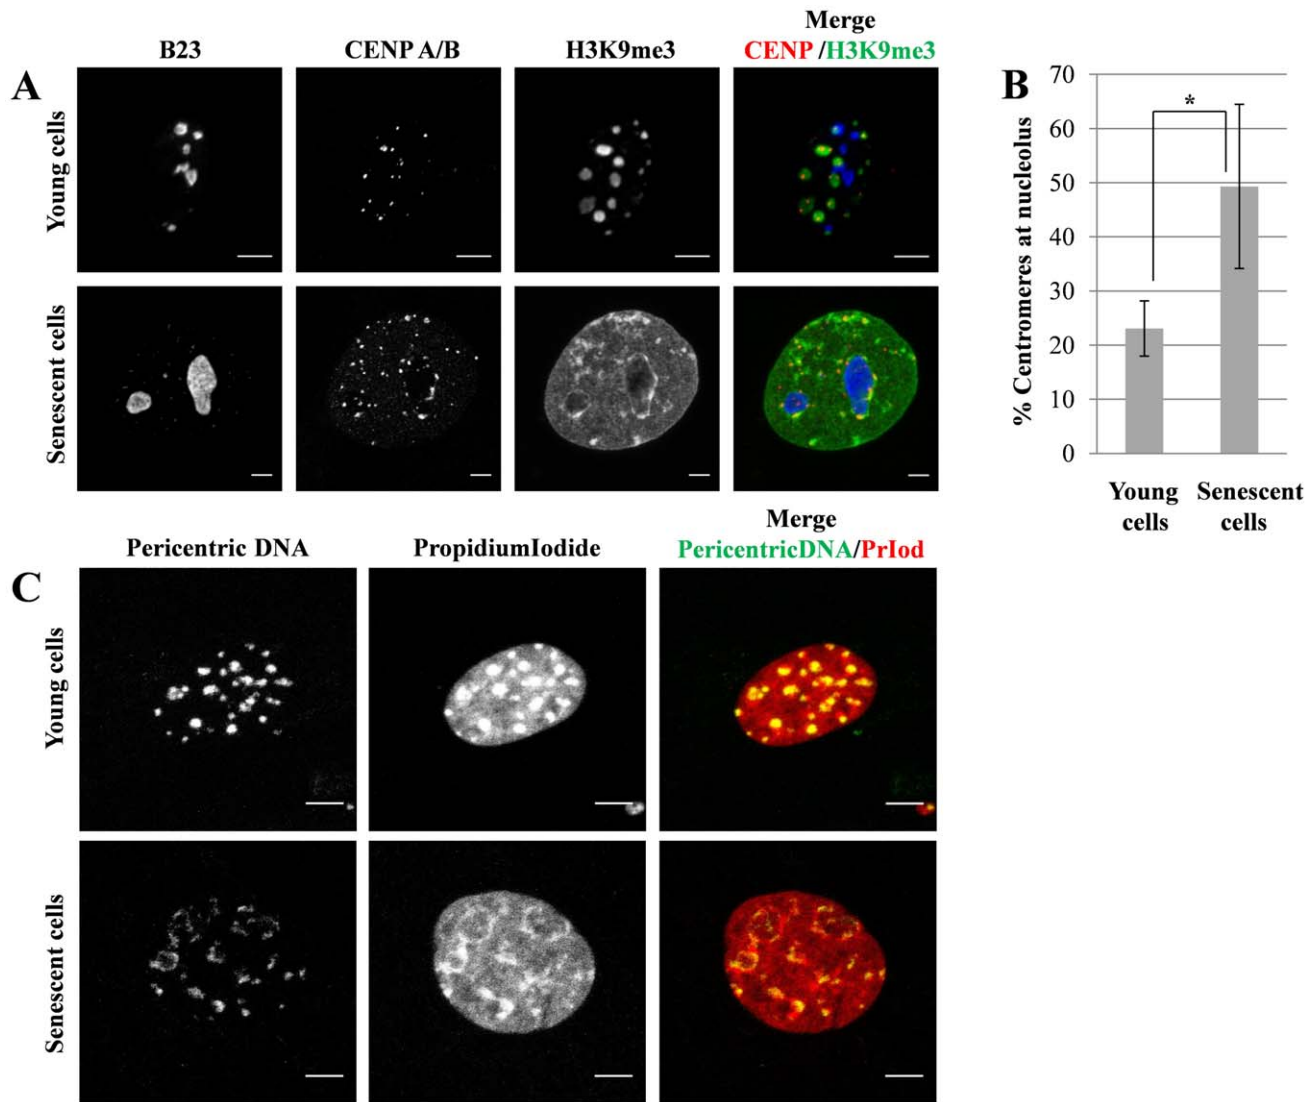 A
B23
CENP A/B
H3K9me3
Merge
CENP /H3K9me3
Young cells
Senescent cells
B
% Centromeres at nucleolus
70
60
50
40
30
20
10
0
*
Young
cells
Senescent
cells
C
Pericentric DNA
PropidiumIodide
Merge
PericentricDNA/PrIod
Young cells
Senescent cells